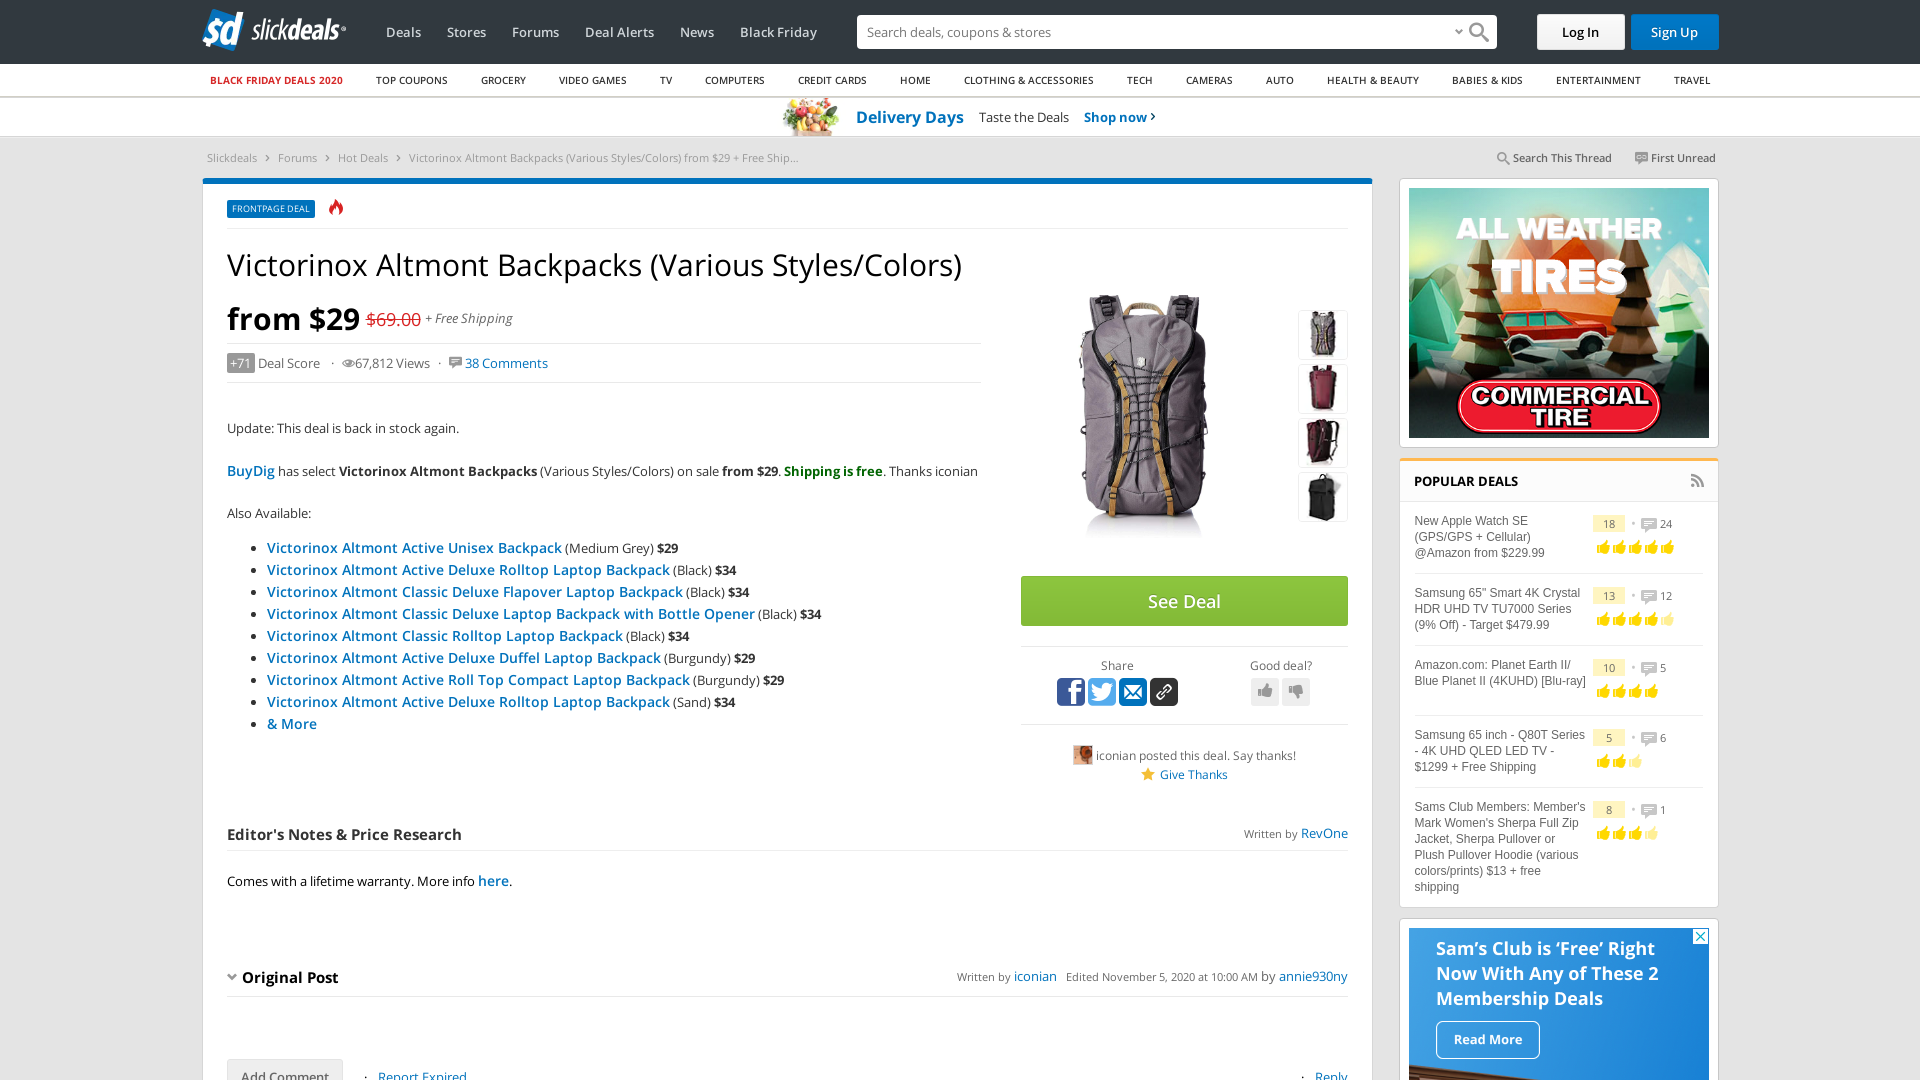 slickdeals
Deals Stores Forums Deal Alerts News Black Friday
Search deals, coupons & stores
Log In Sign Up
BLACK FRIDAY DEALS 2020 TOP COUPONS GROCERY VIDEO GAMES TV COMPUTERS CREDIT CARDS HOME CLOTHING & ACCESSORIES TECH CAMERAS AUTO HEALTH & BEAUTY BABIES & KIDS ENTERTAINMENT TRAVEL
Delivery Days Taste the Deals Shop now
Slickdeals Forums Hot Deals Victorinox Altmont Backpacks (Various Styles/Colors) from $29 + Free Ship...
Search This Thread First Unread
FRONTPAGE DEAL
Victorinox Altmont Backpacks (Various Styles/Colors)
from $29 $69.00 + Free Shipping
+71 Deal Score · 67,812 Views · 38 Comments
Update: This deal is back in stock again.
BuyDig has select Victorinox Altmont Backpacks (Various Styles/Colors) on sale from $29. Shipping is free. Thanks iconian
Also Available:
Victorinox Altmont Active Unisex Backpack (Medium Grey) $29
Victorinox Altmont Active Deluxe Rolltop Laptop Backpack (Black) $34
Victorinox Altmont Classic Deluxe Flapover Laptop Backpack (Black) $34
Victorinox Altmont Classic Deluxe Laptop Backpack with Bottle Opener (Black) $34
Victorinox Altmont Classic Rolltop Laptop Backpack (Black) $34
Victorinox Altmont Active Deluxe Duffel Laptop Backpack (Burgundy) $29
Victorinox Altmont Active Roll Top Compact Laptop Backpack (Burgundy) $29
Victorinox Altmont Active Deluxe Rolltop Laptop Backpack (Sand) $34
& More
See Deal
Share Good deal?
iconian posted this deal. Say thanks!
Give Thanks
Editor's Notes & Price Research
Written by RevOne
Comes with a lifetime warranty. More info here.
Original Post
Written by iconian Edited November 5, 2020 at 10:00 AM by annie930ny
Add Comment · Report Expired · Reply
ALL WEATHER
TIRES
COMMERCIAL
TIRE
POPULAR DEALS
New Apple Watch SE
(GPS/GPS + Cellular)
@Amazon from $229.99
18 • 24
Samsung 65" Smart 4K Crystal
HDR UHD TV TU7000 Series
(9% Off) - Target $479.99
13 • 12
Amazon.com: Planet Earth II/
Blue Planet II (4KUHD) [Blu-ray]
10 • 5
Samsung 65 inch - Q80T Series
- 4K UHD QLED LED TV -
$1299 + Free Shipping
5 • 6
Sams Club Members: Member's
Mark Women's Sherpa Full Zip
Jacket, Sherpa Pullover or
Plush Pullover Hoodie (various
colors/prints) $13 + free
shipping
8 • 1
Sam's Club is ‘Free’ Right
Now With Any of These 2
Membership Deals
Read More